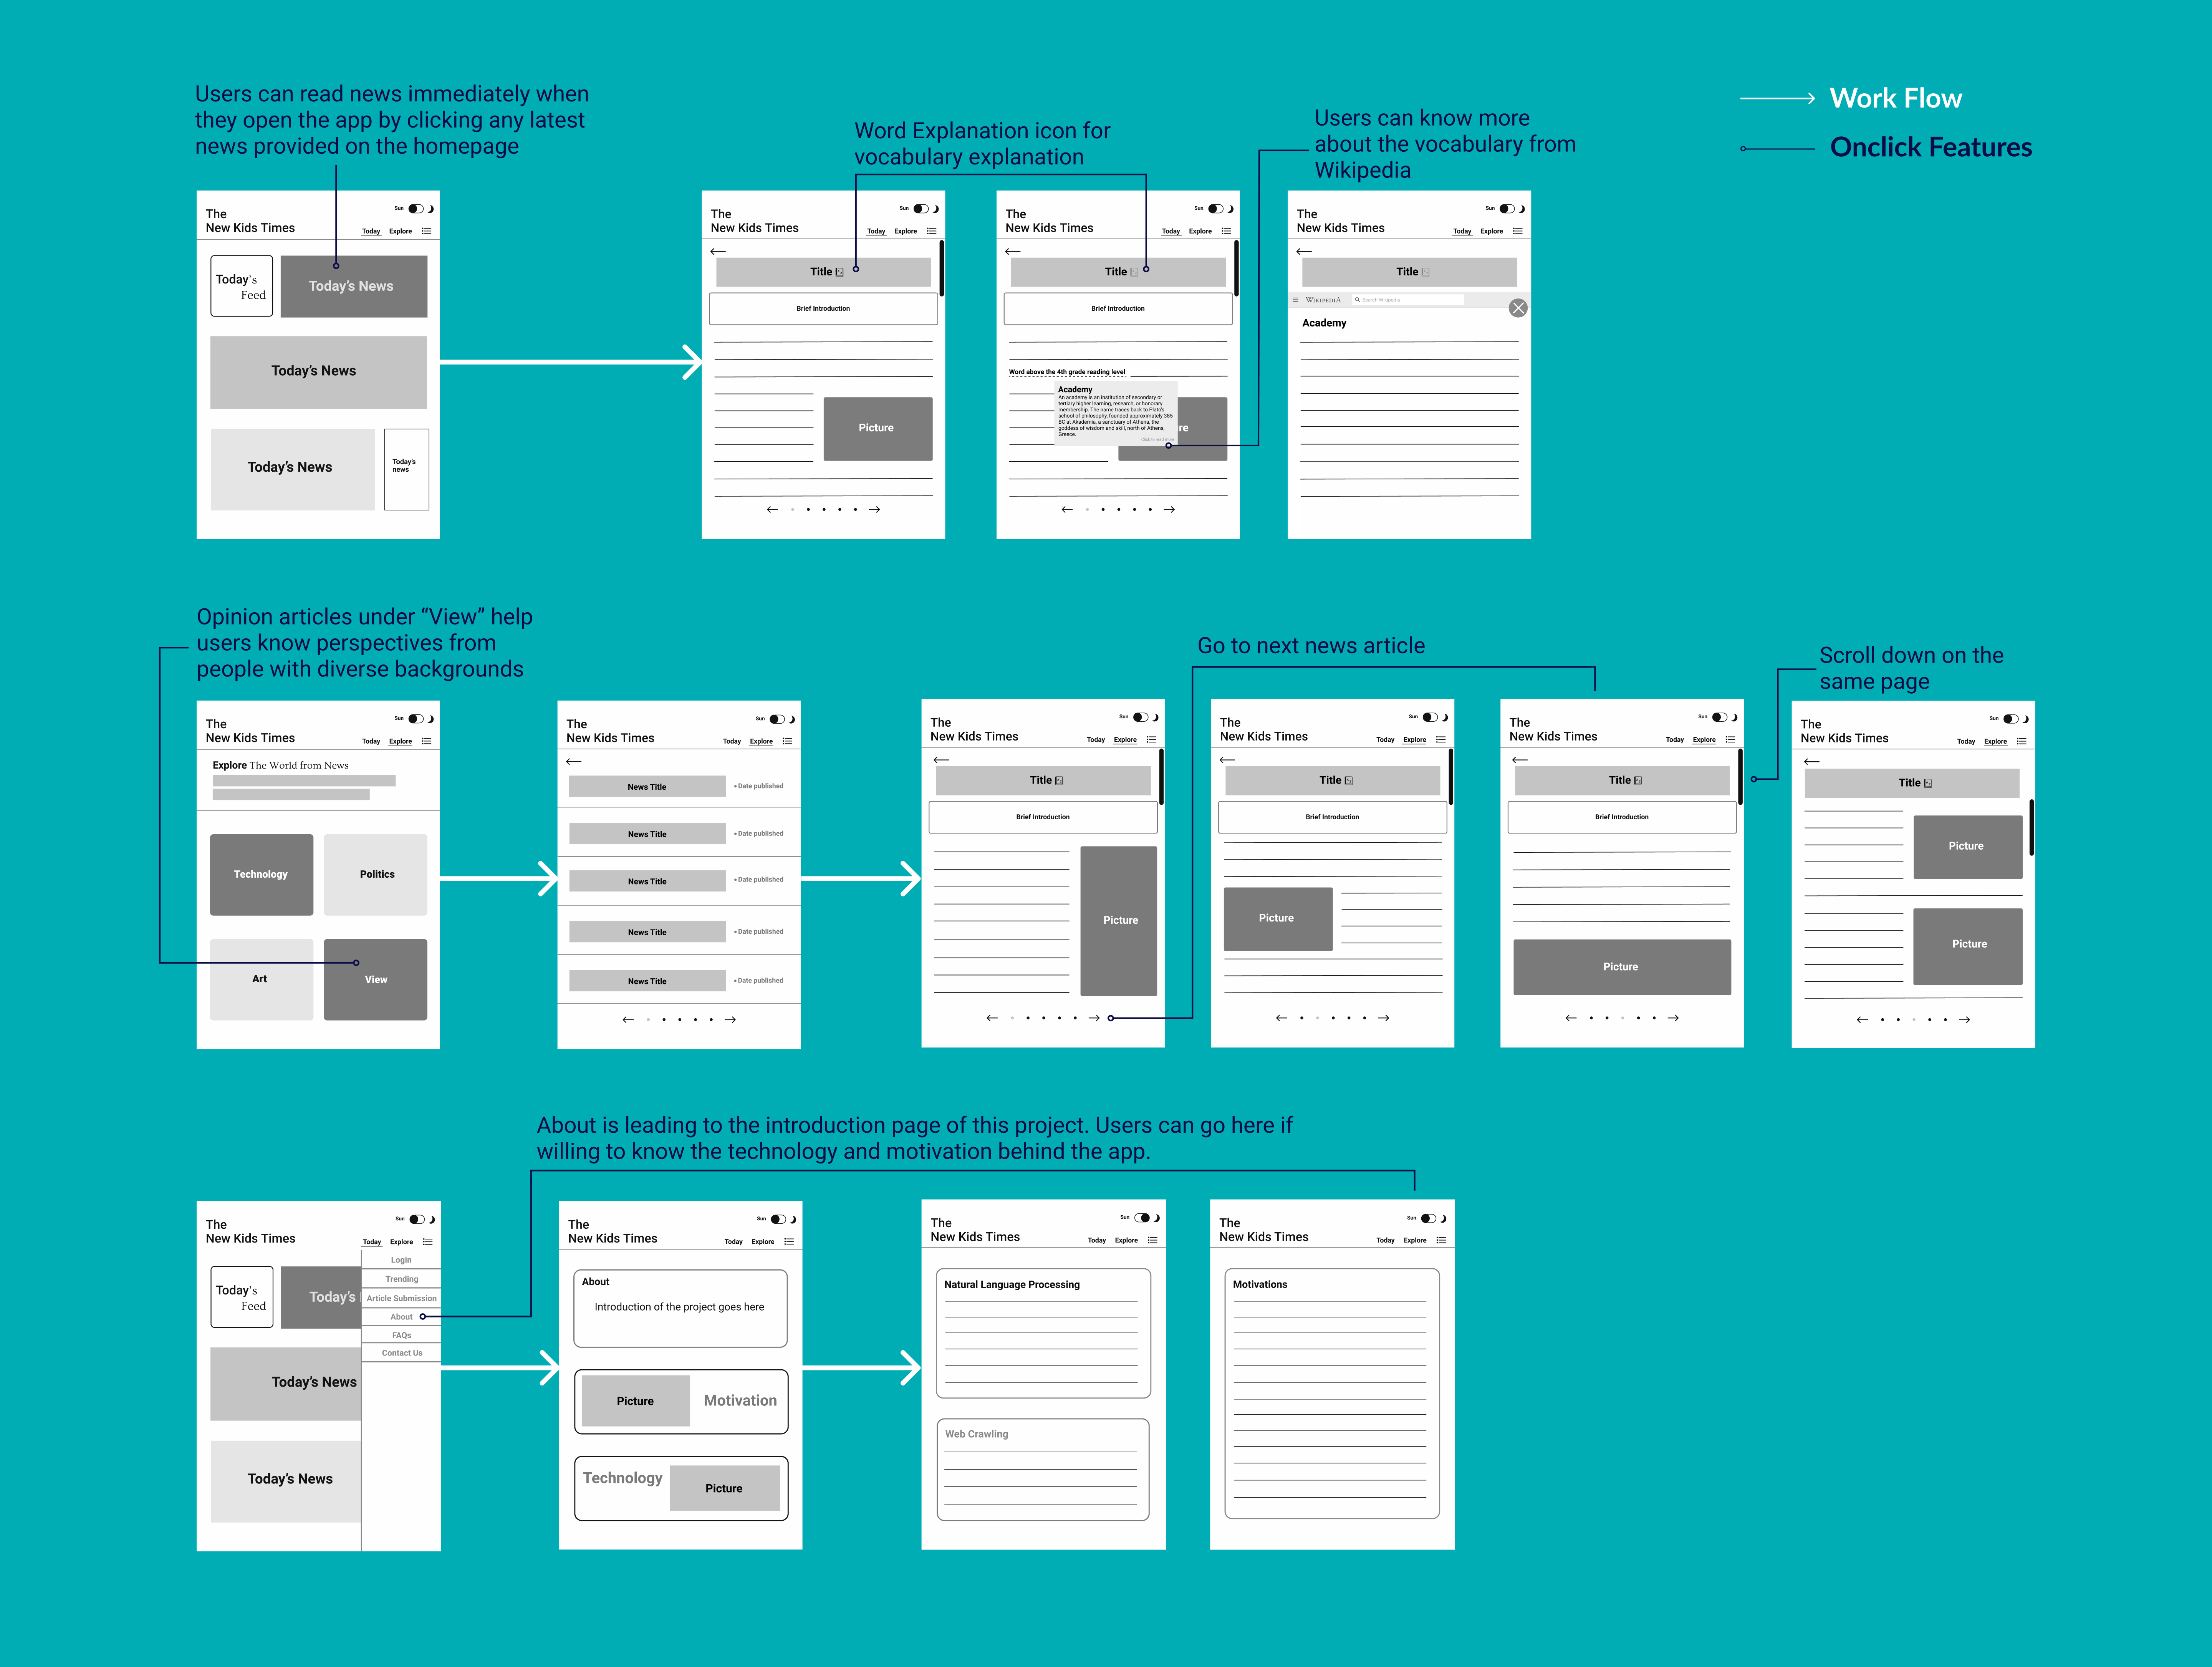 Users can read news immediately when
they open the app by clicking any latest
news provided on the homepage
Word Explanation icon for
vocabulary explanation
Users can know more
about the vocabulary from
Wikipedia
Work Flow
Onclick Features
The
New Kids Times
Sun
Today Explore
Today's
Feed
Today's News
Today's News
Today's News
Today's
news
The
New Kids Times
Sun
Today Explore
Title
Brief Introduction
Picture
The
New Kids Times
Sun
Today Explore
Title
Brief Introduction
Word above the 4th grade reading level
Academy
An academy is an institution of secondary or
tertiary higher learning, research, or honorary
membership. The name traces back to Plato's
school of philosophy, founded approximately 385
BC at Akademia, a sanctuary of Athena, the
goddess of wisdom and skill, north of Athens,
Greece.
Click to read more
re
The
New Kids Times
Sun
Today Explore
Title
WIKIPEDIA
Search Wikipedia
Academy
Opinion articles under “View” help
users know perspectives from
people with diverse backgrounds
Go to next news article
Scroll down on the
same page
The
New Kids Times
Sun
Today Explore
Explore The World from News
Technology
Politics
Art
View
The
New Kids Times
Sun
Today Explore
News Title • Date published
News Title • Date published
News Title • Date published
News Title • Date published
News Title • Date published
The
New Kids Times
Sun
Today Explore
Title
Brief Introduction
Picture
The
New Kids Times
Sun
Today Explore
Title
Brief Introduction
Picture
The
New Kids Times
Sun
Today Explore
Title
Brief Introduction
Picture
The
New Kids Times
Sun
Today Explore
Title
Picture
Picture
About is leading to the introduction page of this project. Users can go here if
willing to know the technology and motivation behind the app.
The
New Kids Times
Sun
Today Explore
Today's
Feed
Today's
Today's News
Today's News
Login
Trending
Article Submission
About
FAQs
Contact Us
The
New Kids Times
Sun
Today Explore
About
Introduction of the project goes here
Picture
Motivation
Technology
Picture
The
New Kids Times
Sun
Today Explore
Natural Language Processing
Web Crawling
The
New Kids Times
Sun
Today Explore
Motivations